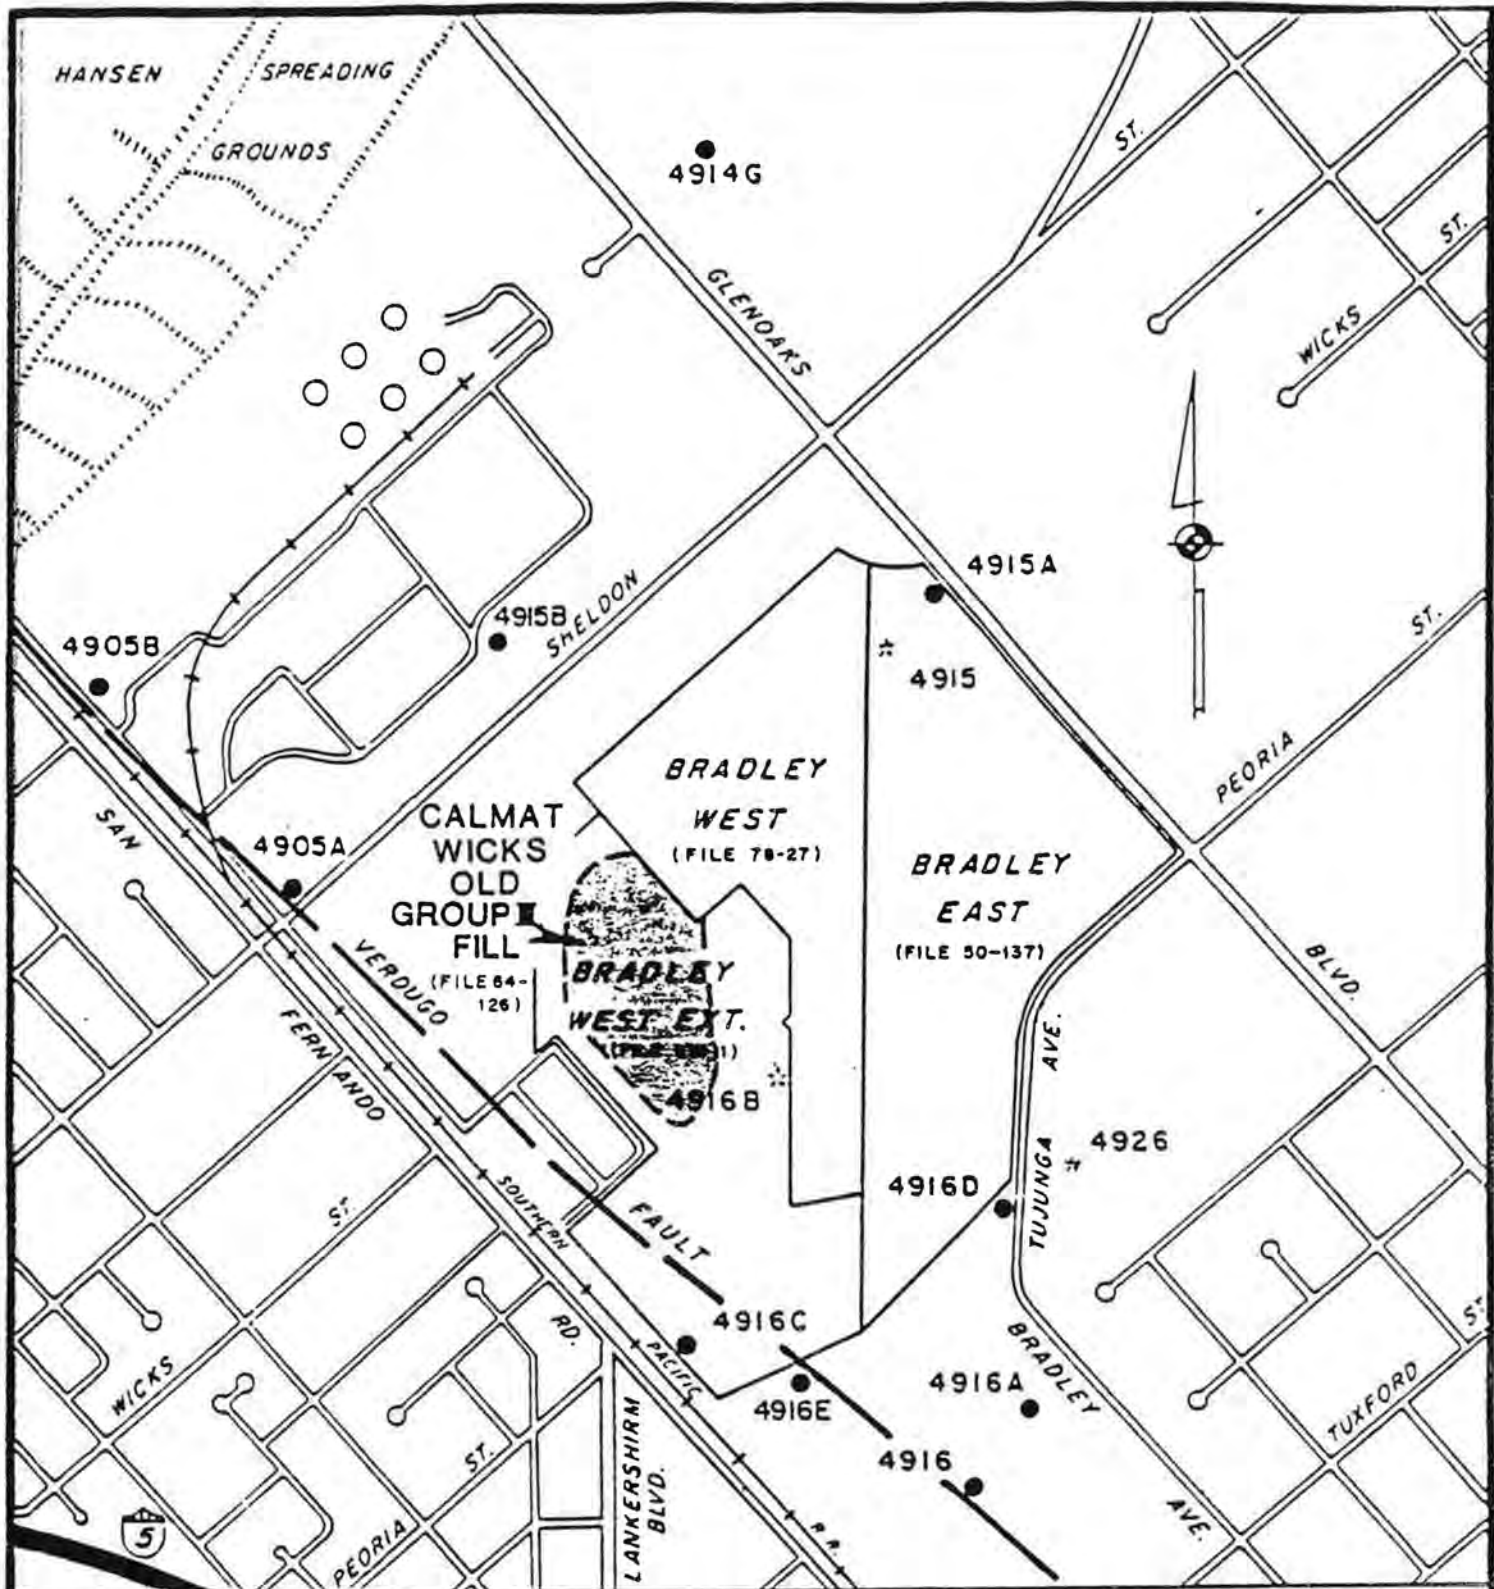 HANSEN SPREADING
GROUNDS
4914G
ST.
ST.
GLENOAKS
WICKS
4915A
4915B
SHELDON
4905B
4915
ST.
PEORIA
BRADLEY
WEST
(FILE 78-27)
CALMAT
WICKS
OLD
GROUP
FILL
(FILE 64-
126)
SAN
4905A
BRADLEY
EAST
(FILE 50-137)
VERDUGO
BRADLEY
WEST EXT.
BLVD.
FERNANDO
AVE.
4916B
4926
TUJUNGA
4916D
ST.
SOUTHERN
FAULT
4916C
RD.
PACIFIC
BRADLEY
ST.
WICKS
4916E
4916A
TUXFORD
LANKERSHIRM
BLVD.
ST.
4916
AVE.
5
PEORIA
R.R.